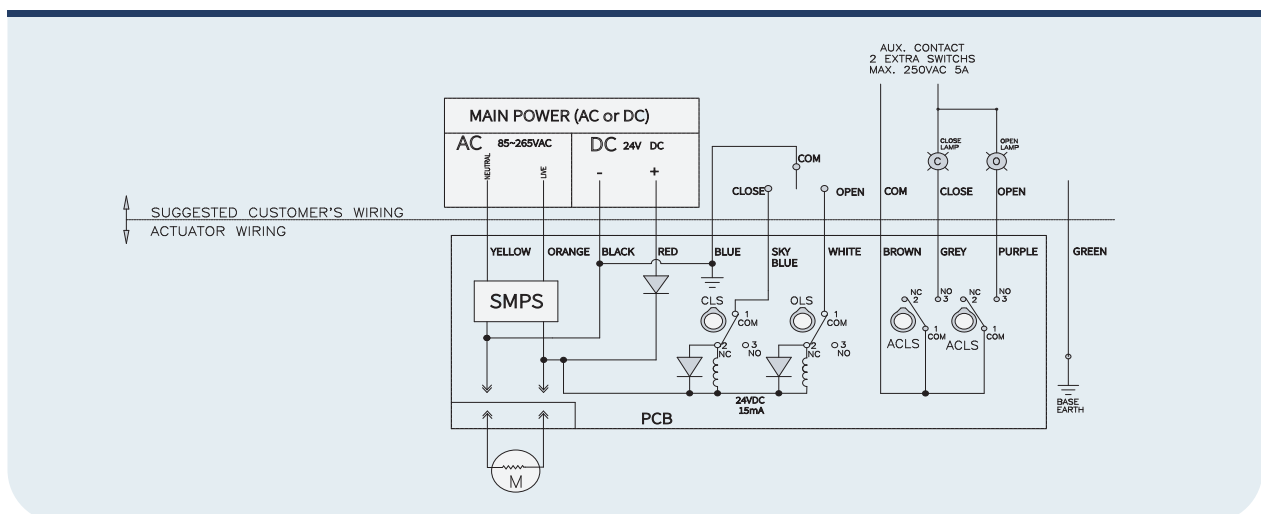 AUX. CONTACT
2 EXTRA SWITCHS
MAX. 250VAC 5A
MAIN POWER (AC or DC)
AC 85~265VAC DC 24V DC
NEUTRAL LIVE - +
COM
CLOSE LAMP
OPEN LAMP
C O
CLOSE OPEN COM CLOSE OPEN
SUGGESTED CUSTOMER'S WIRING
ACTUATOR WIRING
YELLOW ORANGE BLACK RED BLUE SKY BLUE WHITE BROWN GREY PURPLE GREEN
SMPS
CLS
1
COM
2
NC
3
NO
OLS
1
COM
2
NC
3
NO
NC
2
NO
3
1
COM
ACLS
NC
2
NO
3
1
COM
ACLS
24VDC
15mA
BASE
EARTH
PCB
M